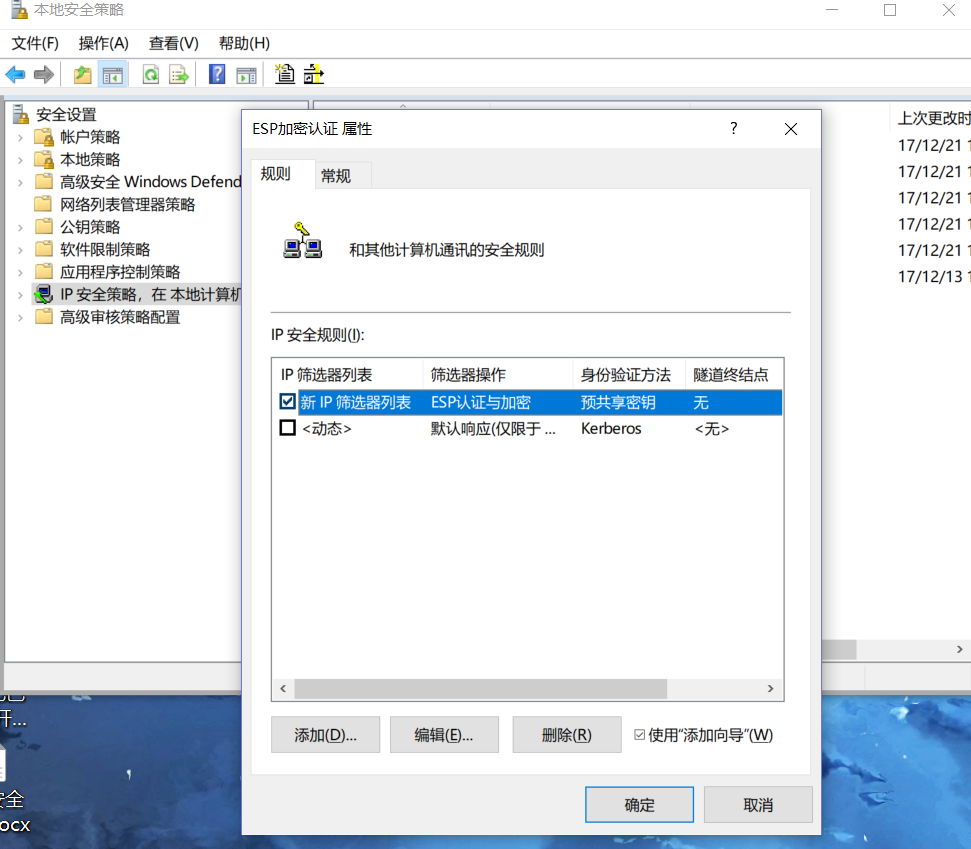 本地安全策略
文件(F) 操作(A) 查看(V) 帮助(H)
安全设置
帐户策略
本地策略
高级安全 Windows Defend
网络列表管理器策略
公钥策略
软件限制策略
应用程序控制策略
IP 安全策略，在 本地计算机
高级审核策略配置
ESP加密认证 属性
?
规则 常规
和其他计算机通讯的安全规则
IP 安全规则(I):
IP 筛选器列表 筛选器操作 身份验证方法 隧道终结点
新 IP 筛选器列表 ESP认证与加密 预共享密钥 无
<动态> 默认响应(仅限于 ... Kerberos <无>
添加(D)... 编辑(E)... 删除(R) 使用"添加向导"(W)
确定 取消
上次更改时
17/12/21 1
17/12/21 1
17/12/21 1
17/12/21 1
17/12/21 1
17/12/13 1
开...
安全
ocx